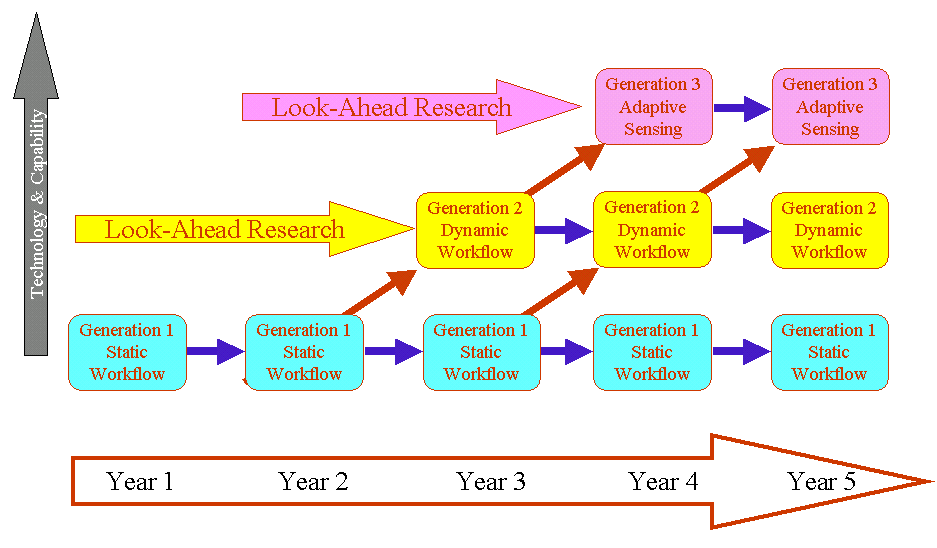 Technology & Capability
Look-Ahead Research
Generation 3
Adaptive
Sensing
Generation 3
Adaptive
Sensing
Look-Ahead Research
Generation 2
Dynamic
Workflow
Generation 2
Dynamic
Workflow
Generation 2
Dynamic
Workflow
Generation 1
Static
Workflow
Generation 1
Static
Workflow
Generation 1
Static
Workflow
Generation 1
Static
Workflow
Generation 1
Static
Workflow
Year 1
Year 2
Year 3
Year 4
Year 5